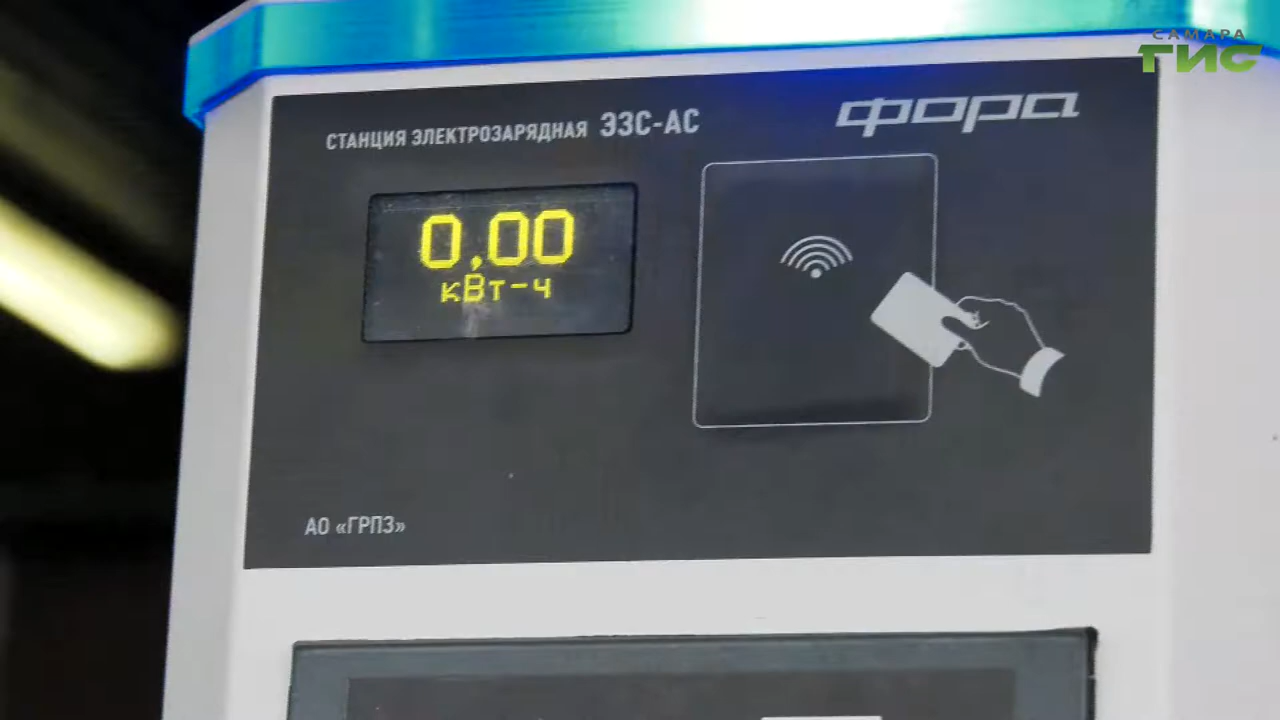 САМАРА
ГИС
СТАНЦИЯ ЭЛЕКТРОЗАРЯДНАЯ ЭЗС-АС
фора
0,00
кВт-ч
АО «ГРПЗ»